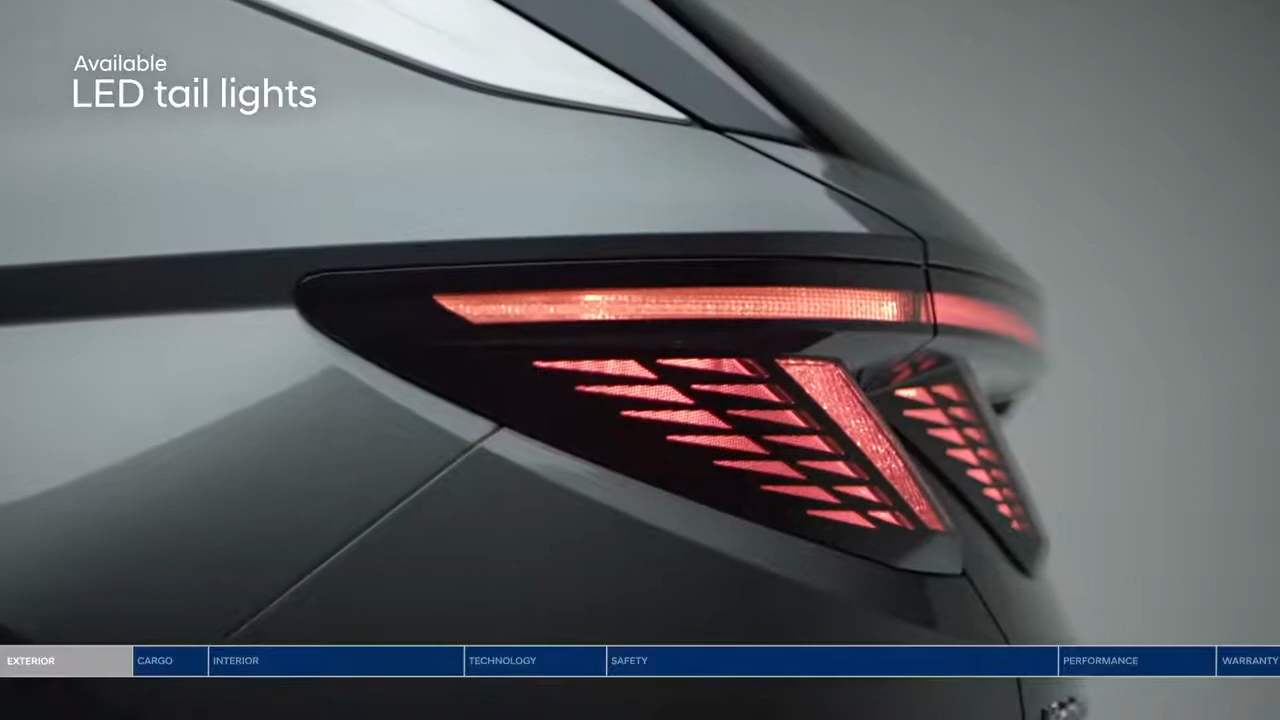 Available
LED tail lights
EXTERIOR
CARGO
INTERIOR
TECHNOLOGY
SAFETY
PERFORMANCE
WARRANTY